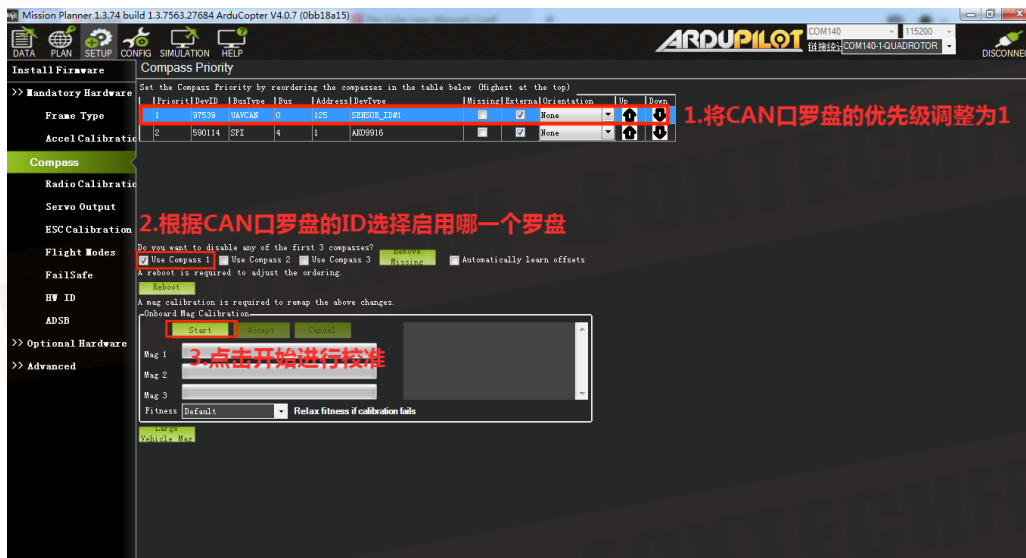 Mission Planner 1.3.74 build 1.3.7563.27684 ArduCopter V4.0.7 (0bb18a15)
DATA PLAN SETUP CONFIG SIMULATION HELP
ARDUPILOT
COM140 115200
COM140-1-QUADROTOR
DISCONNE
Install Firmware
Compass Priority
>> Mandatory Hardware
Set the Compass Priority by reordering the compasses in the table below (Highest at the top)
Priorit DevID BusType Bus Address DevType Missing Externa Orientation Up Down
1 97539 UAVCAN 0 125 SENSOR_ID#1 None
2 590114 SPI 4 1 AK09916 None
1.将CAN口罗盘的优先级调整为1
Frame Type
Accel Calibratio
Compass
Radio Calibratio
Servo Output
ESC Calibration
Flight Modes
FailSafe
HW ID
ADSB
>> Optional Hardware
>> Advanced
2.根据CAN口罗盘的ID选择启用哪一个罗盘
Do you want to disable any of the first 3 compasses?
Use Compass 1 Use Compass 2 Use Compass 3 Remove Missing Automatically learn offsets
A reboot is required to adjust the ordering.
Reboot
A mag calibration is required to remap the above changes.
Onboard Mag Calibration
Start Accept Cancel
Mag 1
3.点击开始进行校准
Mag 2
Mag 3
Fitness Default Relax fitness if calibration fails
Large
Vehicle Mag